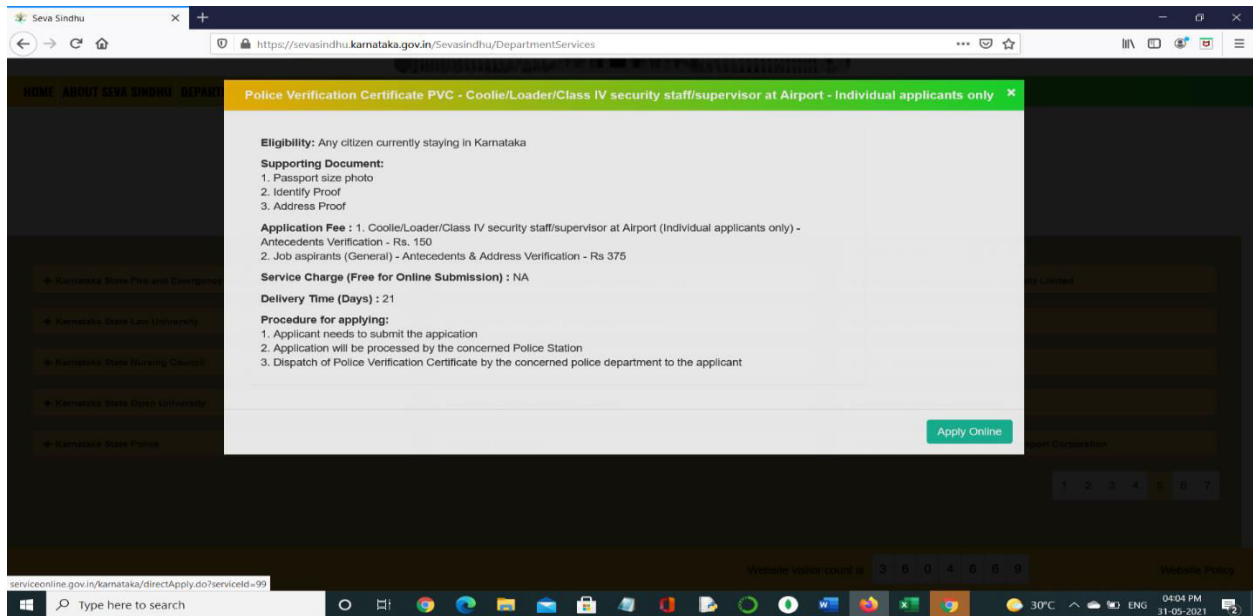 Seva Sindhu
https://sevasindhu.karnataka.gov.in/Sevasindhu/DepartmentServices
HOME ABOUT SEVA SINDHU DEPART
Police Verification Certificate PVC - Coolie/Loader/Class IV security staff/supervisor at Airport - Individual applicants only ×
Eligibility: Any citizen currently staying in Karnataka
Supporting Document:
1. Passport size photo
2. Identify Proof
3. Address Proof
Application Fee : 1. Coolie/Loader/Class IV security staff/supervisor at Airport (Individual applicants only) -
Antecedents Verification - Rs. 150
2. Job aspirants (General) - Antecedents & Address Verification - Rs 375
Service Charge (Free for Online Submission) : NA
Delivery Time (Days) : 21
Procedure for applying:
1. Applicant needs to submit the appication
2. Application will be processed by the concerned Police Station
3. Dispatch of Police Verification Certificate by the concerned police department to the applicant
Apply Online
Karnataka State Fire and Emergency
Limited
Karnataka State Law University
Karnataka State Nursing Council
Karnataka State Open University
Karnataka State Police
Corporation
1 2 3 4 5 6 7
Website visitor count is 3 6 0 4 6 6 9
Website Policy
serviceonline.gov.in/karnataka/directApply.do?serviceId=99
Type here to search
30°C
ENG
04:04 PM
31-05-2021